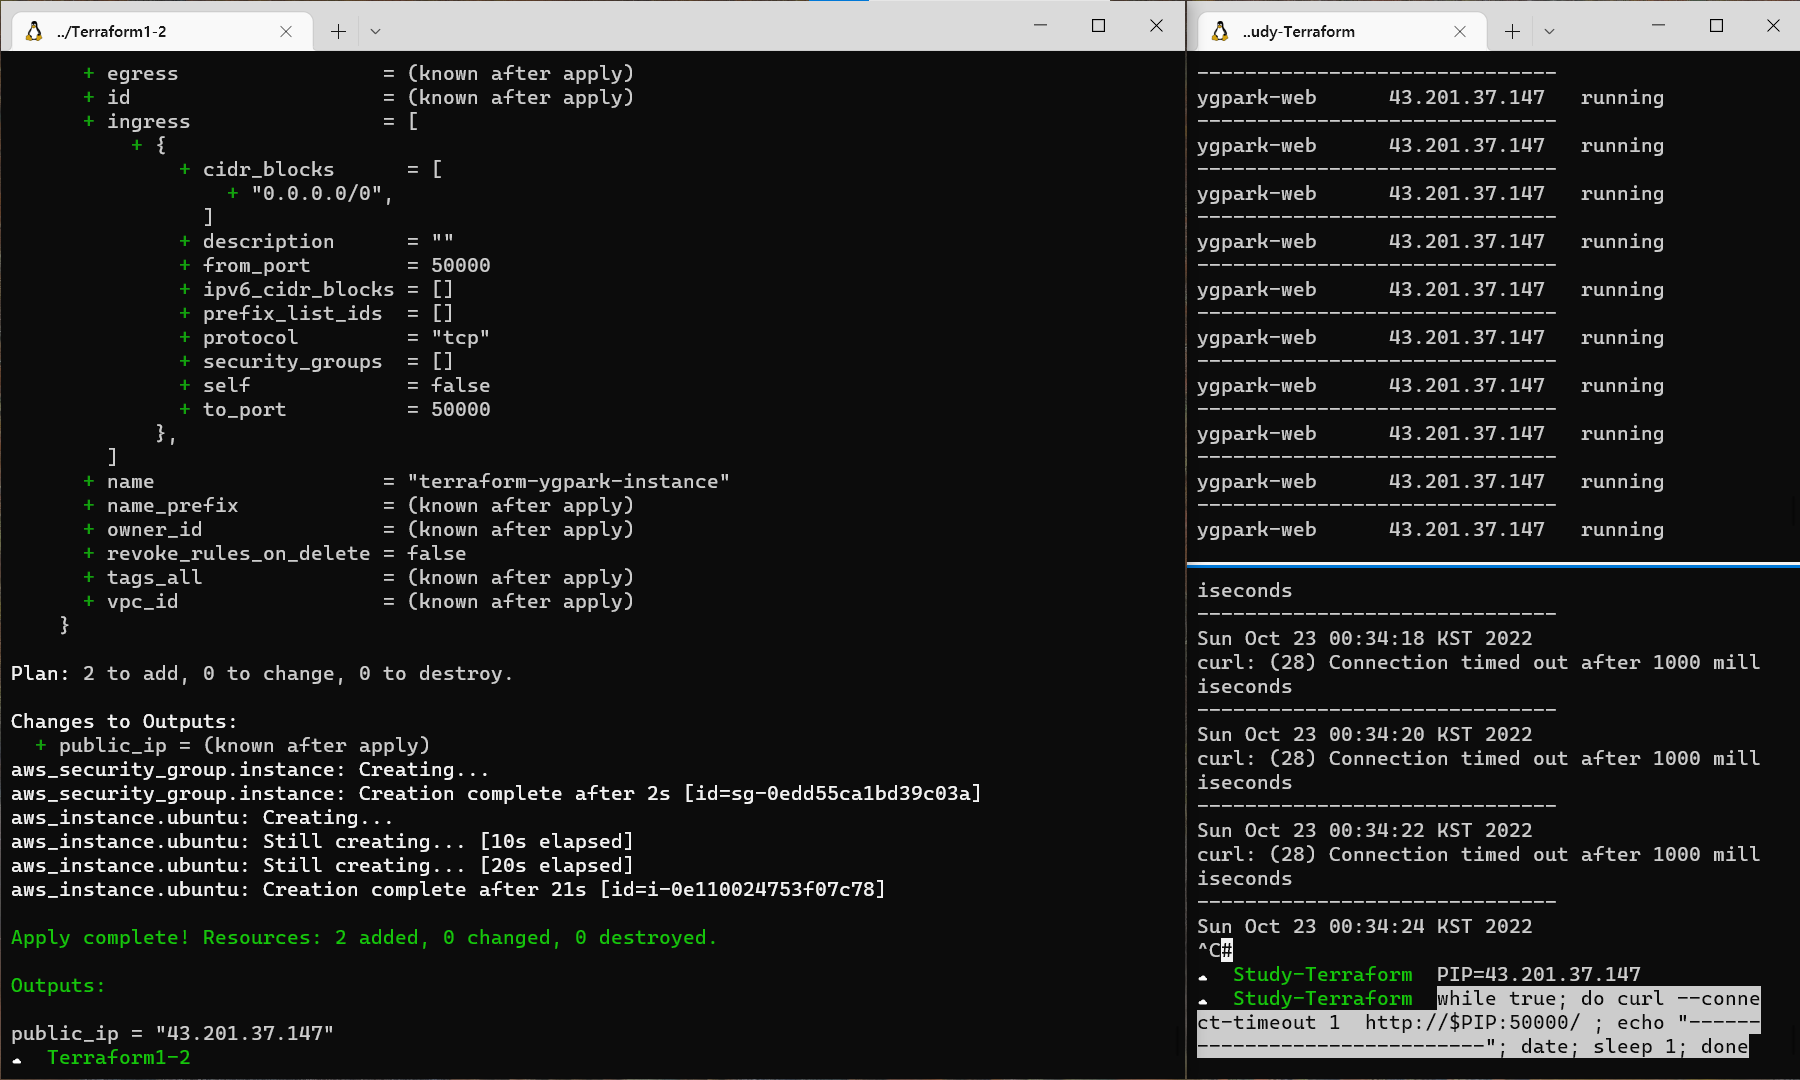 ../Terraform1-2
+ egress = (known after apply)
+ id = (known after apply)
+ ingress = [
+ {
+ cidr_blocks = [
+ "0.0.0.0/0",
]
+ description = ""
+ from_port = 50000
+ ipv6_cidr_blocks = []
+ prefix_list_ids = []
+ protocol = "tcp"
+ security_groups = []
+ self = false
+ to_port = 50000
},
]
+ name = "terraform-ygpark-instance"
+ name_prefix = (known after apply)
+ owner_id = (known after apply)
+ revoke_rules_on_delete = false
+ tags_all = (known after apply)
+ vpc_id = (known after apply)
}
Plan: 2 to add, 0 to change, 0 to destroy.
Changes to Outputs:
+ public_ip = (known after apply)
aws_security_group.instance: Creating...
aws_security_group.instance: Creation complete after 2s [id=sg-0edd55ca1bd39c03a]
aws_instance.ubuntu: Creating...
aws_instance.ubuntu: Still creating... [10s elapsed]
aws_instance.ubuntu: Still creating... [20s elapsed]
aws_instance.ubuntu: Creation complete after 21s [id=i-0e110024753f07c78]
Apply complete! Resources: 2 added, 0 changed, 0 destroyed.
Outputs:
public_ip = "43.201.37.147"
Terraform1-2
..udy-Terraform
------------------------------
ygpark-web 43.201.37.147 running
------------------------------
ygpark-web 43.201.37.147 running
------------------------------
ygpark-web 43.201.37.147 running
------------------------------
ygpark-web 43.201.37.147 running
------------------------------
ygpark-web 43.201.37.147 running
------------------------------
ygpark-web 43.201.37.147 running
------------------------------
ygpark-web 43.201.37.147 running
------------------------------
ygpark-web 43.201.37.147 running
------------------------------
ygpark-web 43.201.37.147 running
------------------------------
ygpark-web 43.201.37.147 running
iseconds
------------------------------
Sun Oct 23 00:34:18 KST 2022
curl: (28) Connection timed out after 1000 mill
iseconds
------------------------------
Sun Oct 23 00:34:20 KST 2022
curl: (28) Connection timed out after 1000 mill
iseconds
------------------------------
Sun Oct 23 00:34:22 KST 2022
curl: (28) Connection timed out after 1000 mill
iseconds
------------------------------
Sun Oct 23 00:34:24 KST 2022
^C#
Study-Terraform PIP=43.201.37.147
Study-Terraform while true; do curl --conne
ct-timeout 1  http://$PIP:50000/ ; echo "------
------------------------"; date; sleep 1; done